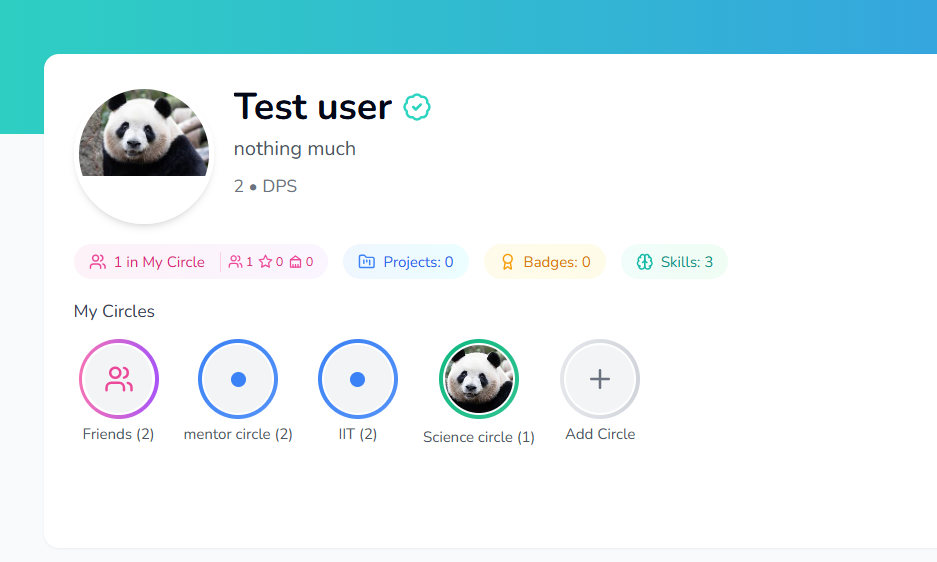 Test user
nothing much
2 • DPS
1 in My Circle 1 0 0 Projects: 0 Badges: 0 Skills: 3
My Circles
Friends (2) mentor circle (2) IIT (2) Science circle (1) Add Circle